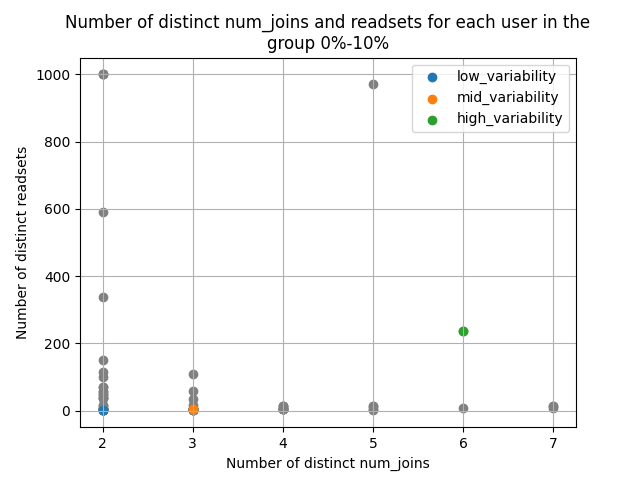 Number of distinct num_joins and readsets for each user in the
group 0%-10%
low_variability
mid_variability
high_variability
1000
800
600
400
200
0
Number of distinct readsets
2 3 4 5 6 7
Number of distinct num_joins